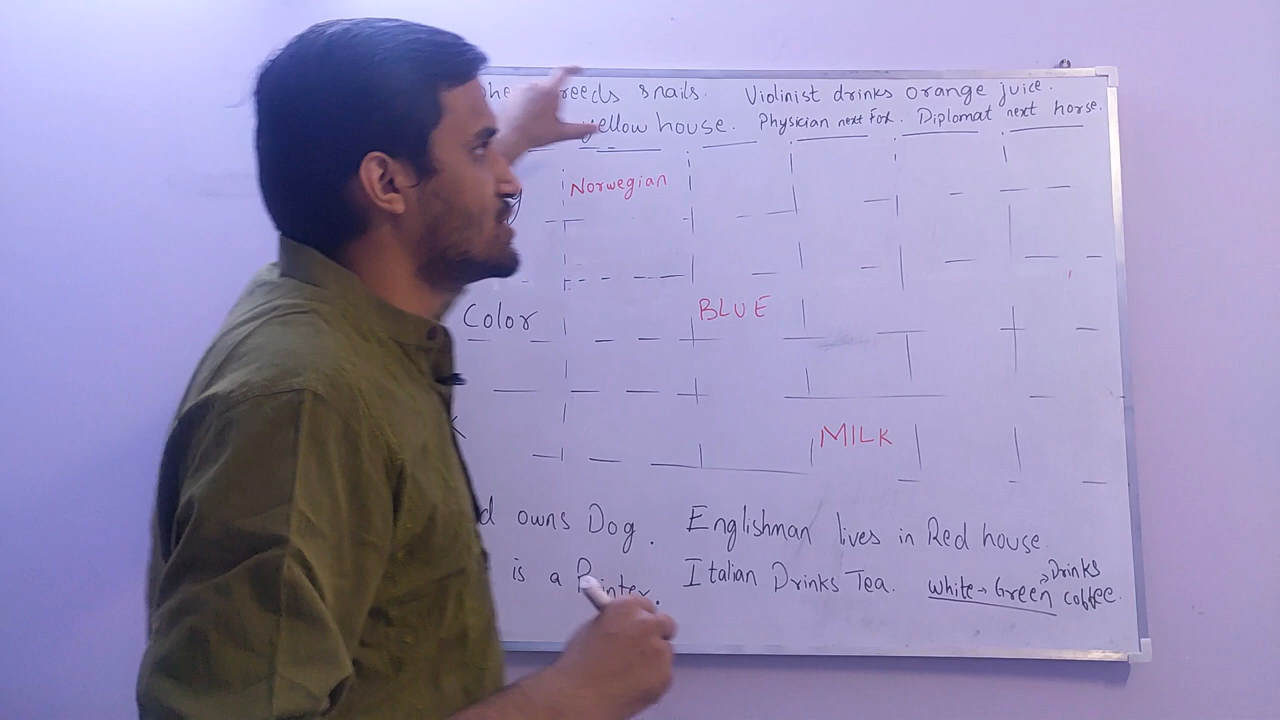 snails. Violinist drinks orange juice.
yellow house. Physician next Fox. Diplomat next horse.
Norwegian
Color BLUE
MILK
owns Dog. Englishman lives in Red house.
is a Italian Drinks Tea. White → Green → Drinks coffee.